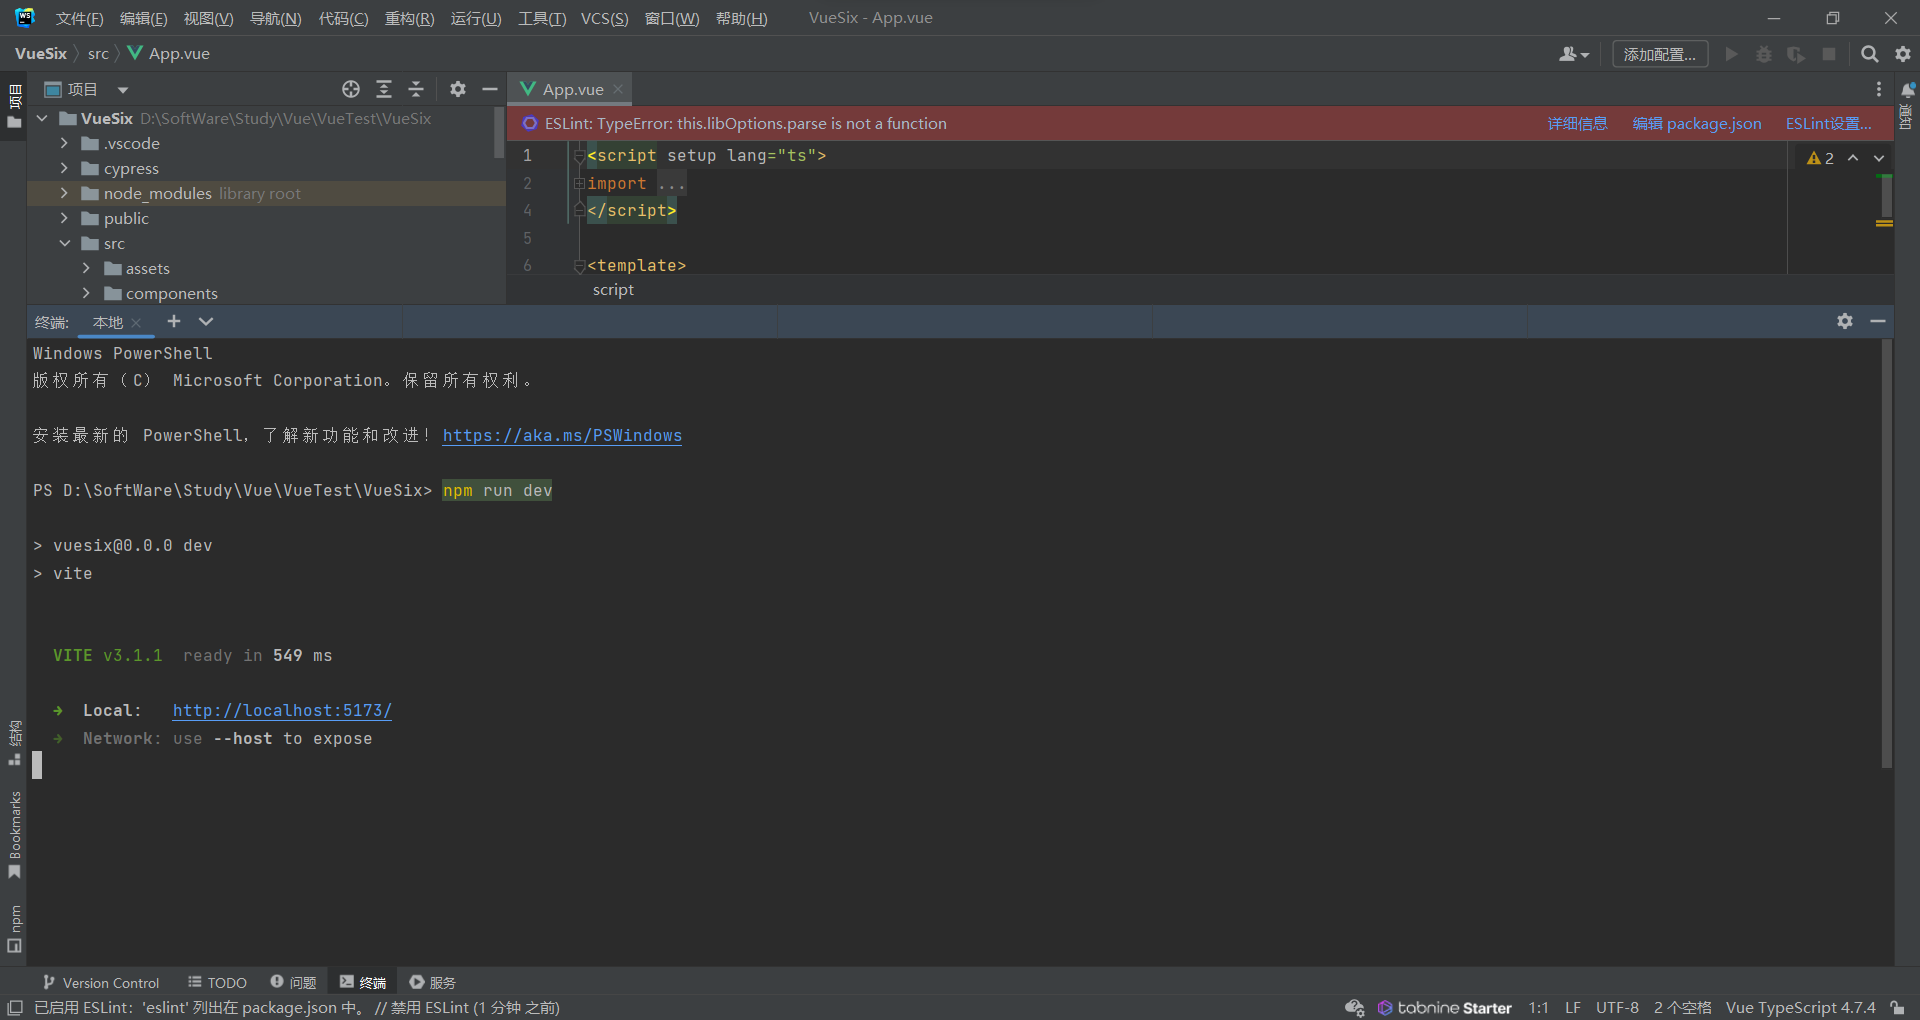 文件(F) 编辑(E) 视图(V) 导航(N) 代码(C) 重构(R) 运行(U) 工具(T) VCS(S) 窗口(W) 帮助(H) VueSix - App.vue
VueSix src App.vue 添加配置...
项目
项目
App.vue
通知
VueSix D:\SoftWare\Study\Vue\VueTest\VueSix
.vscode
cypress
node_modules library root
public
src
assets
components
ESLint: TypeError: this.libOptions.parse is not a function 详细信息 编辑 package.json ESLint设置...
1 <script setup lang="ts">
2 import ...
4 </script>
5
6 <template>
2
script
终端: 本地
Windows PowerShell
版权所有（C） Microsoft Corporation。保留所有权利。
安装最新的 PowerShell，了解新功能和改进！https://aka.ms/PSWindows
PS D:\SoftWare\Study\Vue\VueTest\VueSix> npm run dev
> vuesix@0.0.0 dev
> vite
VITE v3.1.1 ready in 549 ms
➜ Local: http://localhost:5173/
➜ Network: use --host to expose
结构
Bookmarks
npm
Version Control TODO 问题 终端 服务
已启用 ESLint：'eslint' 列出在 package.json 中。 // 禁用 ESLint (1 分钟 之前) tabnine Starter 1:1 LF UTF-8 2 个空格 Vue TypeScript 4.7.4